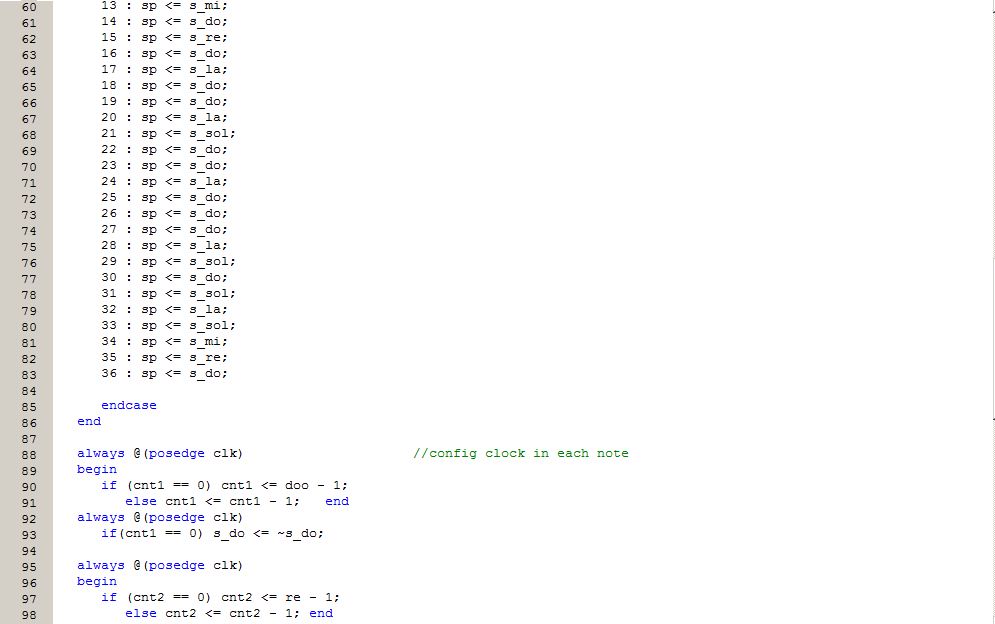 60 13 : sp <= s_mi;
61 14 : sp <= s_do;
62 15 : sp <= s_re;
63 16 : sp <= s_do;
64 17 : sp <= s_la;
65 18 : sp <= s_do;
66 19 : sp <= s_do;
67 20 : sp <= s_la;
68 21 : sp <= s_sol;
69 22 : sp <= s_do;
70 23 : sp <= s_do;
71 24 : sp <= s_la;
72 25 : sp <= s_do;
73 26 : sp <= s_do;
74 27 : sp <= s_do;
75 28 : sp <= s_la;
76 29 : sp <= s_sol;
77 30 : sp <= s_do;
78 31 : sp <= s_sol;
79 32 : sp <= s_la;
80 33 : sp <= s_sol;
81 34 : sp <= s_mi;
82 35 : sp <= s_re;
83 36 : sp <= s_do;
84
85 endcase
86 end
87
88 always @(posedge clk) //config clock in each note
89 begin
90 if (cnt1 == 0) cnt1 <= doo - 1;
91 else cnt1 <= cnt1 - 1; end
92 always @(posedge clk)
93 if(cnt1 == 0) s_do <= ~s_do;
94
95 always @(posedge clk)
96 begin
97 if (cnt2 == 0) cnt2 <= re - 1;
98 else cnt2 <= cnt2 - 1; end